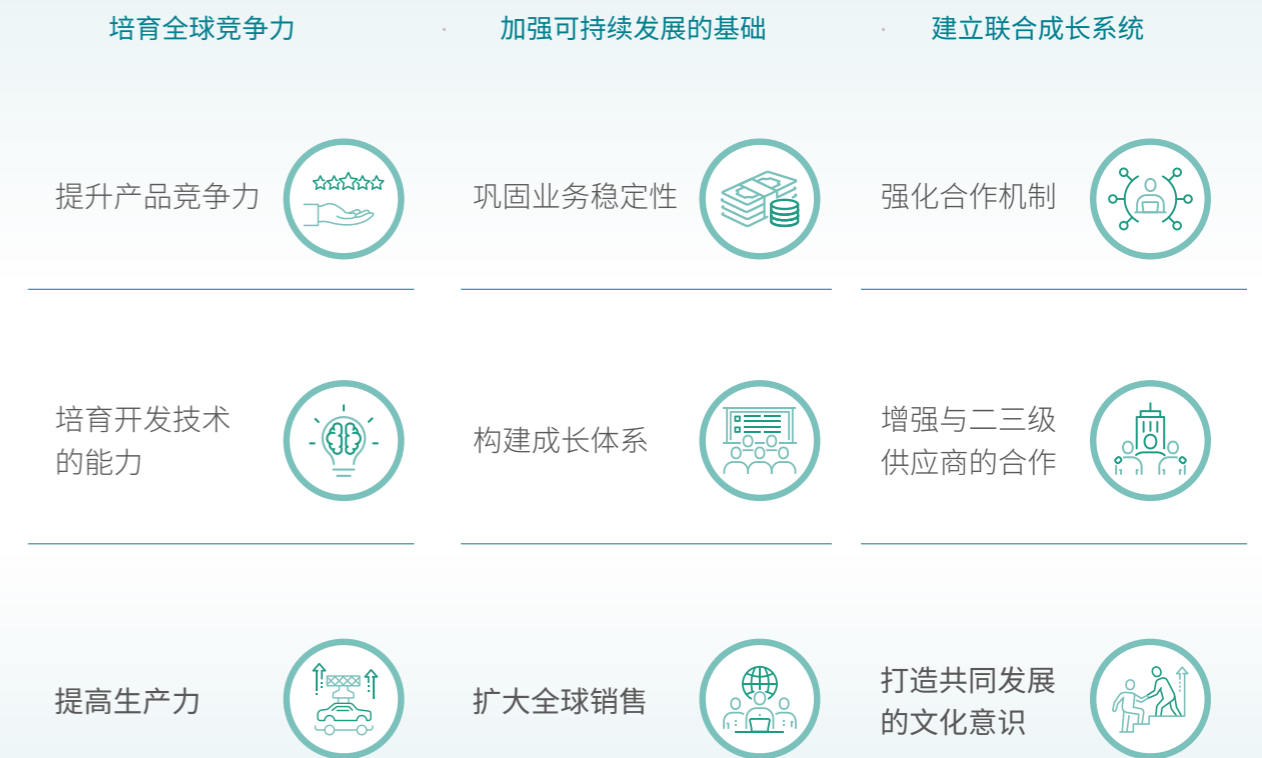 培育全球竞争力
加强可持续发展的基础
建立联合成长系统
提升产品竞争力
巩固业务稳定性
强化合作机制
培育开发技术
的能力
构建成长体系
增强与二三级
供应商的合作
提高生产力
扩大全球销售
打造共同发展
的文化意识